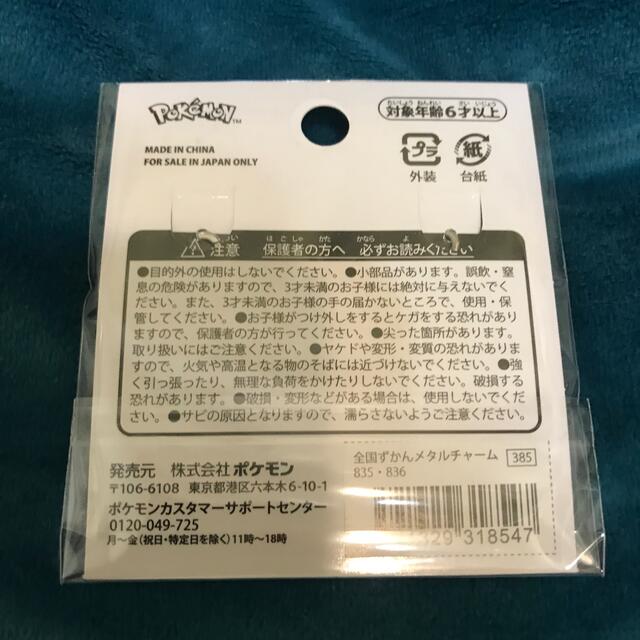 POKÉMON™
対象年齢6才以上
MADE IN CHINA
FOR SALE IN JAPAN ONLY
プラ
紙
外装
台紙
注意 保護者の方へ 必ずお読みください
●目的外の使用はしないでください。●小部品があります。誤飲・窒
息の危険がありますので、3才未満のお子様には絶対に与えないでく
ださい。また、3才未満のお子様の手の届かないところで、使用・保
管してください。●お子様がつけ外しをするとケガをする恐れがあり
ますので、保護者の方が行ってください。●尖った箇所があります。
取り扱いにはご注意ください。●ヤケドや変形・変質の恐れがありま
すので、火気や高温となる物のそばには近づけないでください。●強
く引っ張ったり、無理な負荷をかけたりしないでください。破損する
恐れがあります。●破損・変形などがある場合は、使用しないでくだ
さい。●サビの原因となりますので、濡らさないようご注意ください。
発売元 株式会社ポケモン
〒106-6108 東京都港区六本木6-10-1
ポケモンカスタマーサポートセンター
0120-049-725
月〜金(祝日・特定日を除く)11時〜18時
全国ずかんメタルチャーム 385
835・836
329 318547